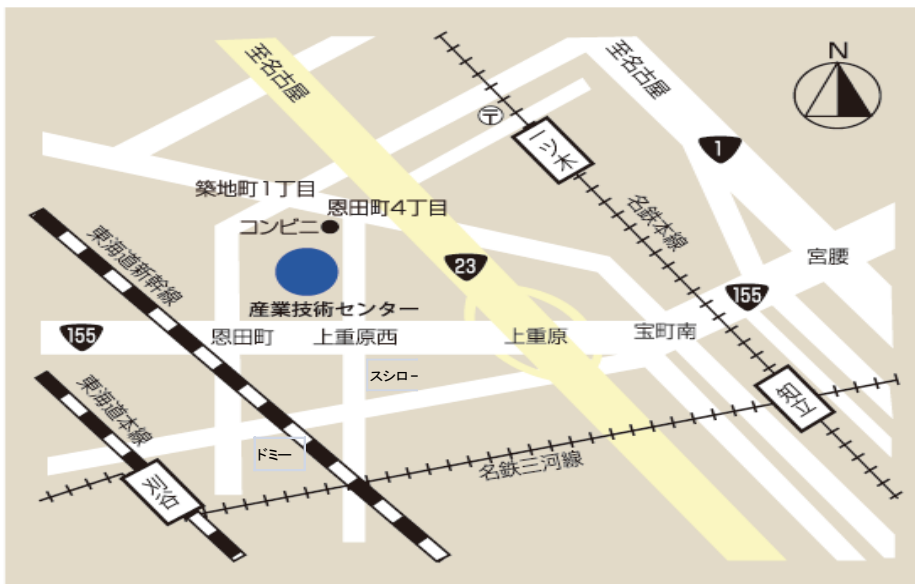 N
至名古屋
至名古屋
〒
一ツ木
1
築地町1丁目
恩田町4丁目
コンビニ
名鉄本線
東海道新幹線
23
宮腰
産業技術センター
155
155
恩田町
上重原西
上重原
宝町南
スシロー
東海道本線
知立
ドミー
名鉄三河線
刈谷